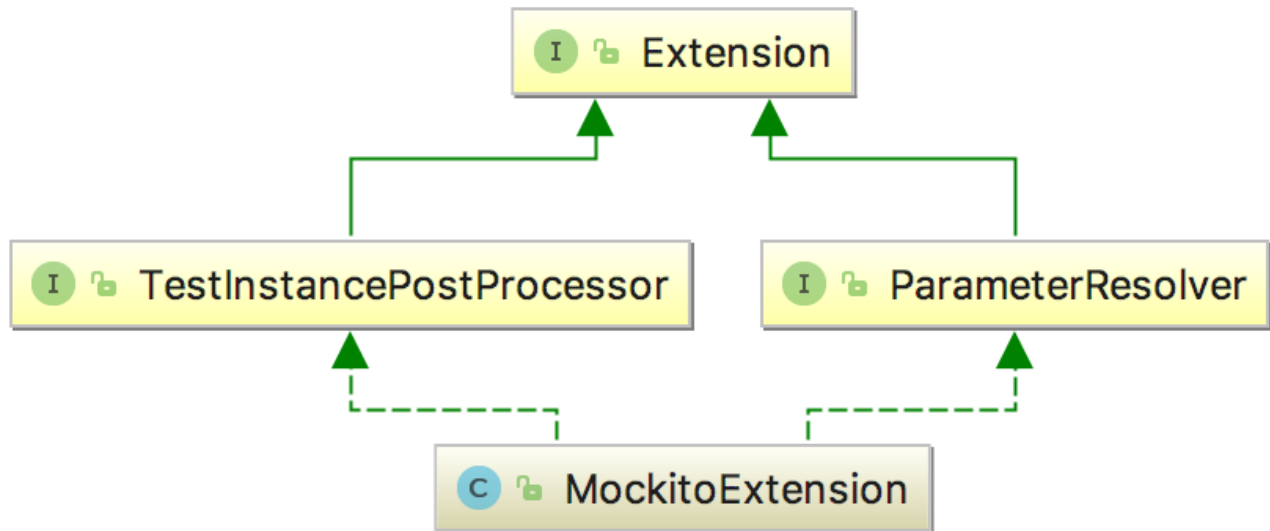 I Extension
I TestInstancePostProcessor
I ParameterResolver
C MockitoExtension